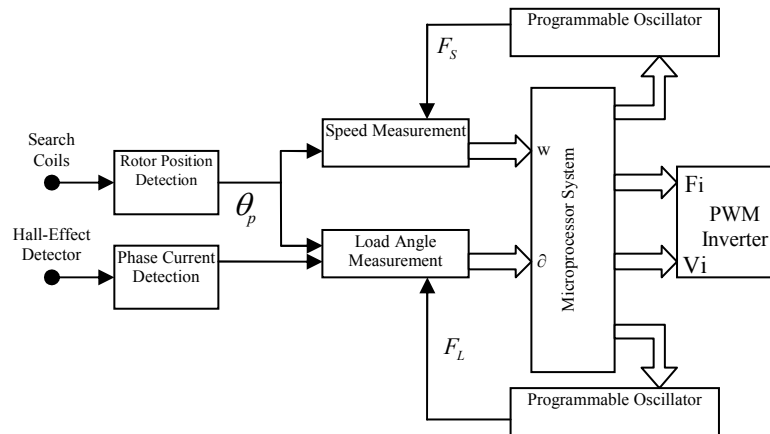 Programmable Oscillator
F_S
Search
Coils
Rotor Position
Detection
θ_p
Speed Measurement
w
Microprocessor System
Fi
PWM
Inverter
Vi
Hall-Effect
Detector
Phase Current
Detection
Load Angle
Measurement
∂
F_L
Programmable Oscillator